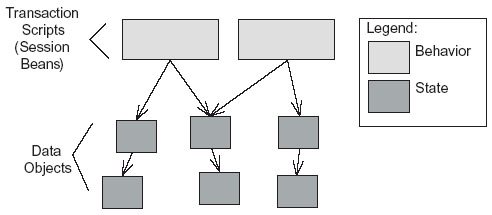 Transaction
Scripts
(Session
Beans)
Legend:
Behavior
State
Data
Objects